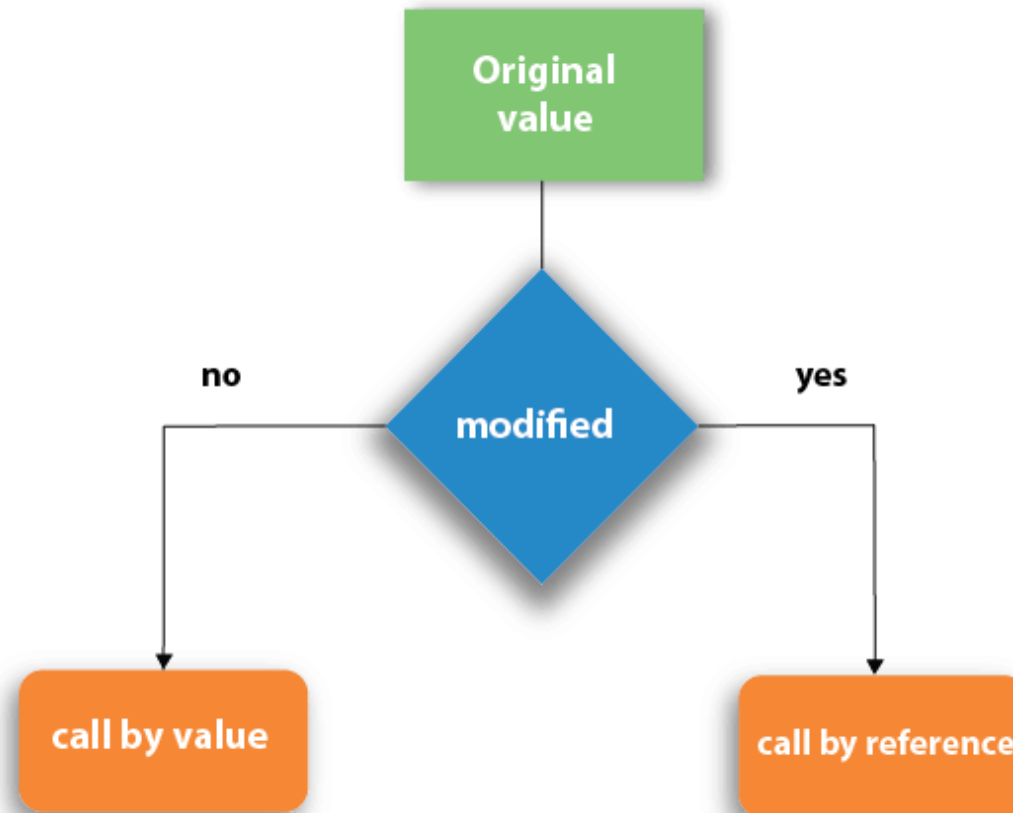 Original
value
no
yes
modified
call by value
call by reference